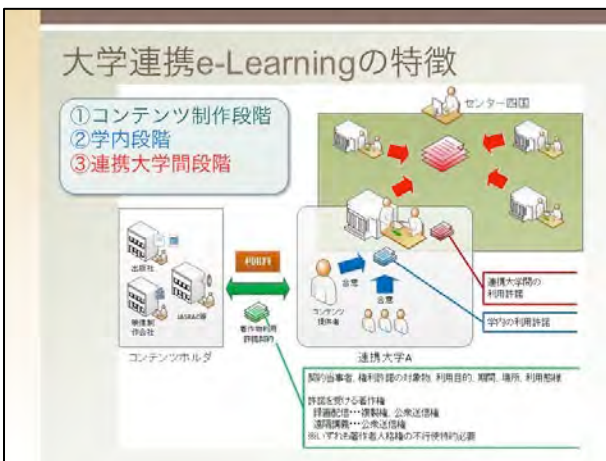 大学連携e-Learningの特徴
①コンテンツ制作段階
②学内段階
③連携大学間段階
センター四国
出版社
映像制
作会社
JASRAC等
コンテンツホルダ
著作物利用
許諾契約
合意
合意
コンテンツ
提供者
連携大学A
連携大学間の
利用許諾
学内の利用許諾
契約当事者、権利許諾の対象物、利用目的、期間、場所、利用態様
許諾を受ける著作権
録画配信・・・複製権、公衆送信権
遠隔講義・・・公衆送信権
※いずれも著作者人格権の不行使特約必要